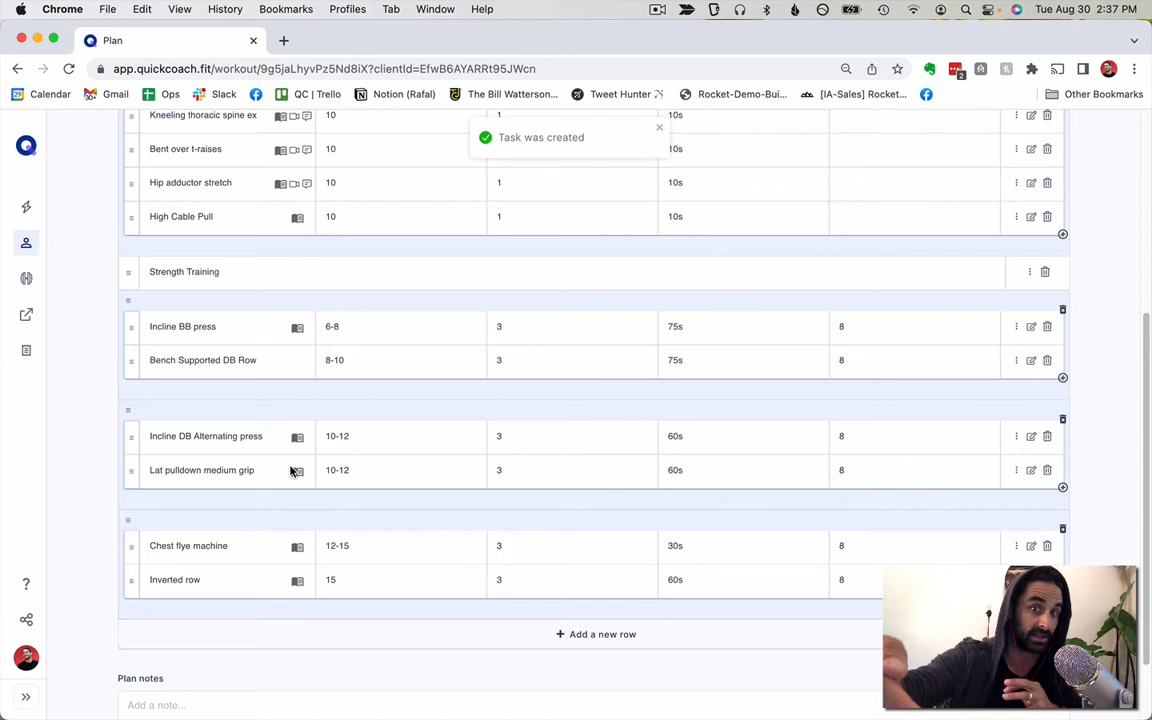 Chrome File Edit View History Bookmarks Profiles Tab Window Help Tue Aug 30 2:37 PM
Plan
app.quickcoach.fit/workout/9g5jaLhyvPz5Nd8iX?clientId=EfwB6AYARRt95JWcn
2
Calendar Gmail Ops Slack QC | Trello Notion (Rafal) The Bill Watterson... Tweet Hunter Rocket-Demo-Bui... [IA-Sales] Rocket... Other Bookmarks
Kneeling thoracic spine ex 10 1 10s
Task was created
Bent over t-raises 10 10s
Hip adductor stretch 10 1 10s
High Cable Pull 10 1 10s
Strength Training
Incline BB press 6-8 3 75s 8
Bench Supported DB Row 8-10 3 75s 8
Incline DB Alternating press 10-12 3 60s 8
Lat pulldown medium grip 10-12 3 60s 8
Chest flye machine 12-15 3 30s 8
Inverted row 15 3 60s 8
+ Add a new row
Plan notes
Add a note...